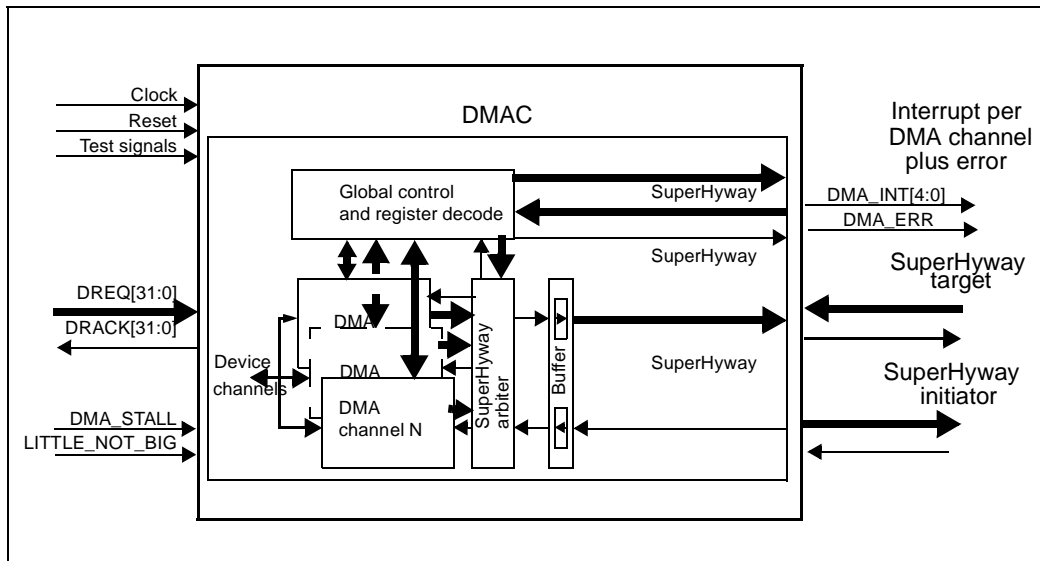 DMAC
Clock
Reset
Test signals
DREQ[31:0]
DRACK[31:0]
DMA_STALL
LITTLE_NOT_BIG
Global control
and register decode
SuperHyway
SuperHyway
SuperHyway
DMA
DMA
DMA
channel N
Device
channels
SuperHyway
arbiter
Buffer
Interrupt per
DMA channel
plus error
DMA_INT[4:0]
DMA_ERR
SuperHyway
target
SuperHyway
initiator